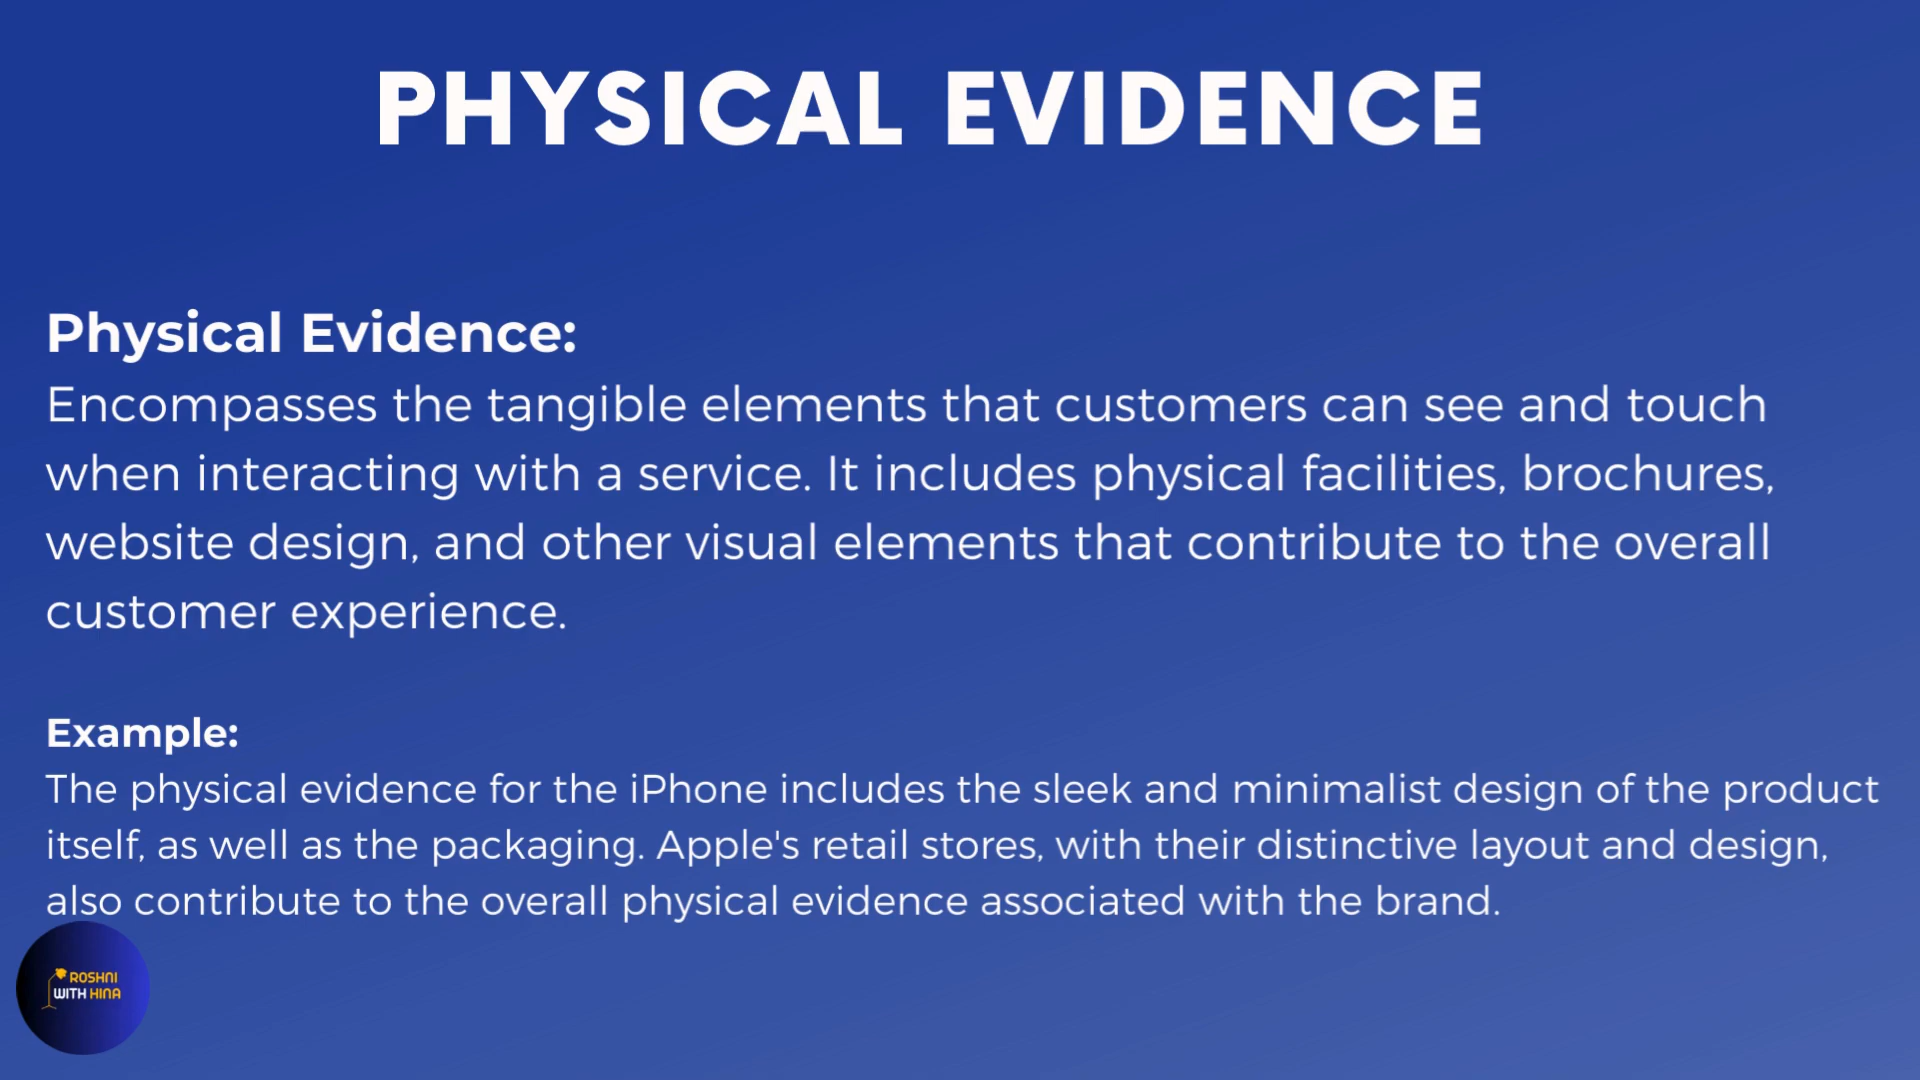 PHYSICAL EVIDENCE
Physical Evidence:
Encompasses the tangible elements that customers can see and touch
when interacting with a service. It includes physical facilities, brochures,
website design, and other visual elements that contribute to the overall
customer experience.
Example:
The physical evidence for the iPhone includes the sleek and minimalist design of the product
itself, as well as the packaging. Apple's retail stores, with their distinctive layout and design,
also contribute to the overall physical evidence associated with the brand.
ROSHNI
WITH HINA